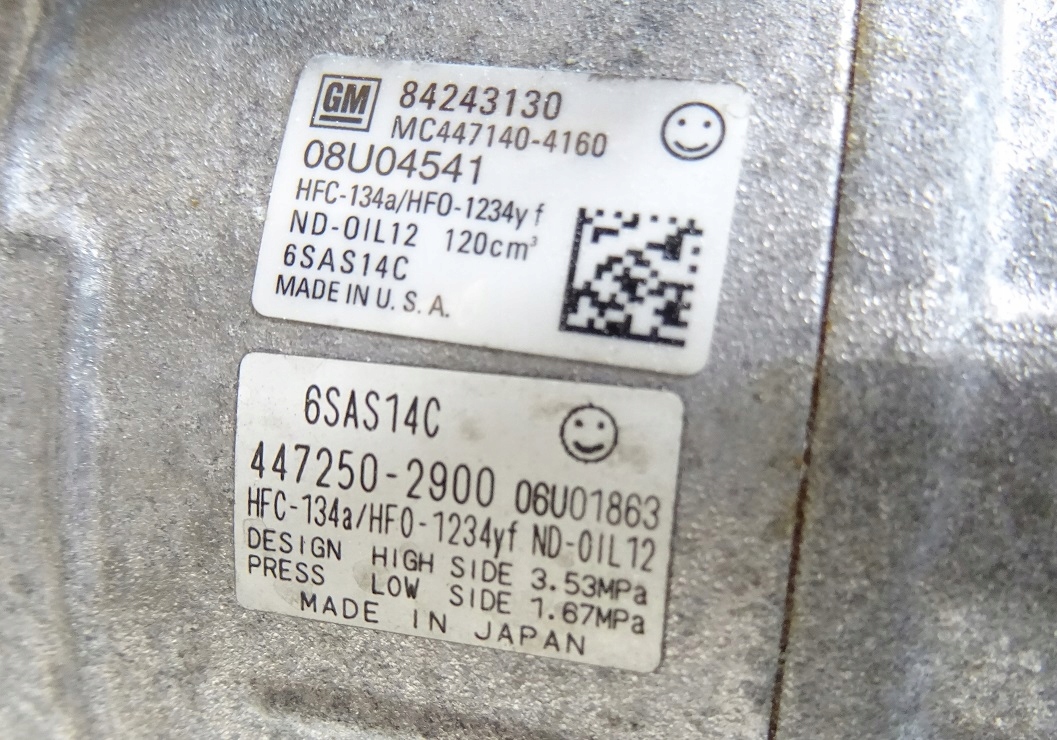 GM 84243130
MC447140-4160
08U04541
HFC-134a/HFO-1234yf
ND-OIL12 120cm³
6SAS14C
MADE IN U.S.A.
6SAS14C
447250-2900 06U01863
HFC-134a/HFO-1234yf ND-OIL12
DESIGN HIGH SIDE 3.53MPa
PRESS LOW SIDE 1.67MPa
MADE IN JAPAN